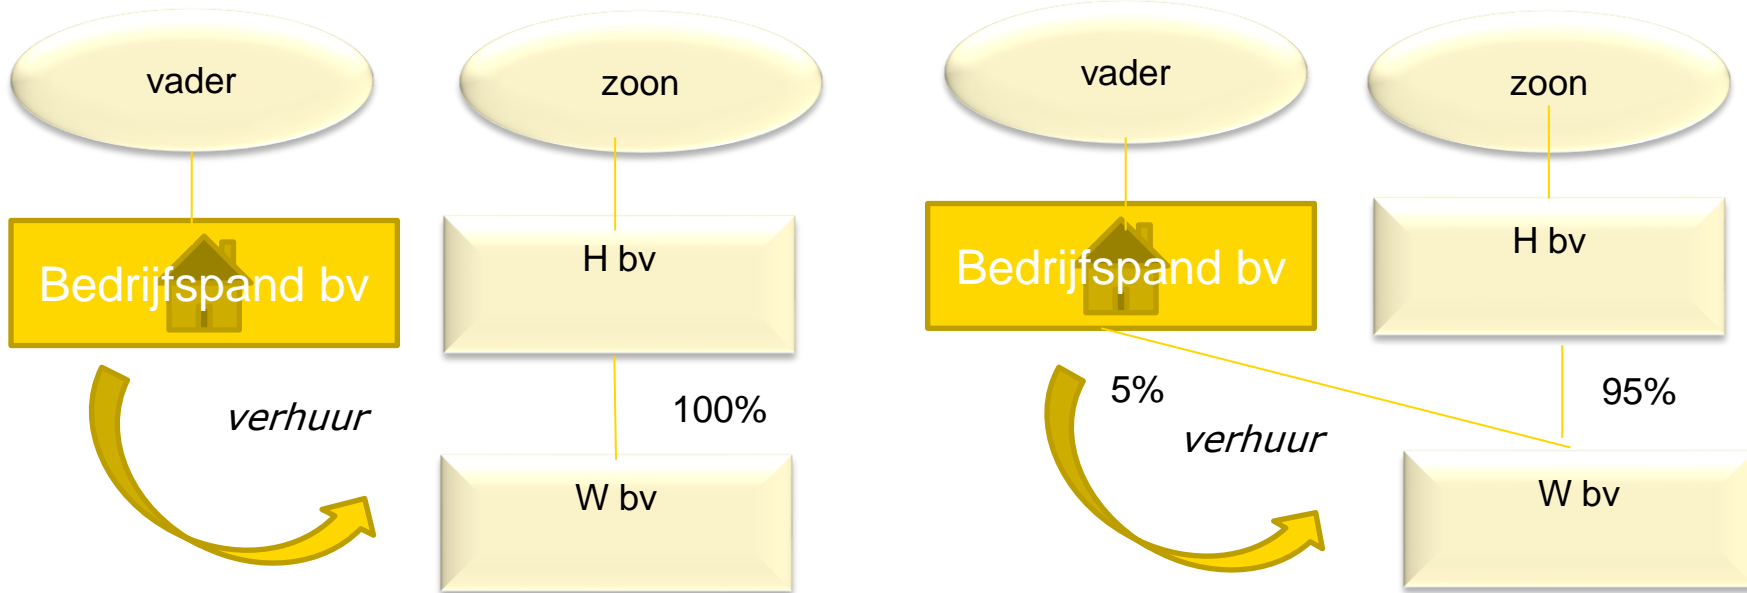 vader
zoon
Bedrijfspand bv
H bv
verhuur
100%
W bv
vader
zoon
Bedrijfspand bv
H bv
5%
95%
verhuur
W bv